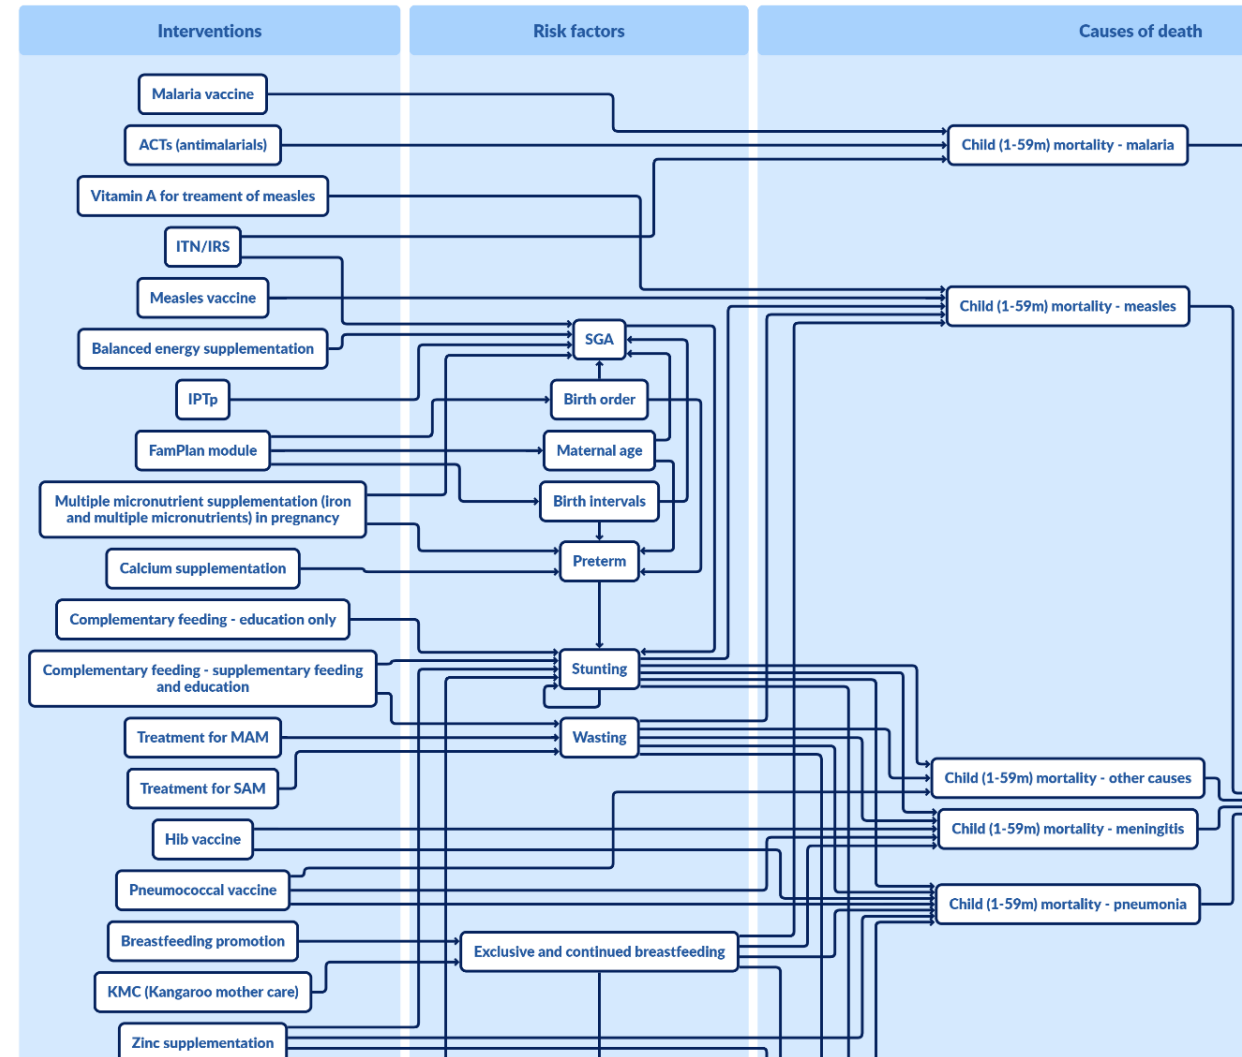 Interventions
Risk factors
Causes of death
Malaria vaccine
ACTs (antimalarials)
Child (1-59m) mortality - malaria
Vitamin A for treament of measles
ITN/IRS
Measles vaccine
Child (1-59m) mortality - measles
Balanced energy supplementation
SGA
IPTp
Birth order
FamPlan module
Maternal age
Multiple micronutrient supplementation (iron
and multiple micronutrients) in pregnancy
Birth intervals
Calcium supplementation
Preterm
Complementary feeding - education only
Complementary feeding - supplementary feeding
and education
Stunting
Treatment for MAM
Wasting
Treatment for SAM
Child (1-59m) mortality - other causes
Hib vaccine
Child (1-59m) mortality - meningitis
Pneumococcal vaccine
Child (1-59m) mortality - pneumonia
Breastfeeding promotion
Exclusive and continued breastfeeding
KMC (Kangaroo mother care)
Zinc supplementation